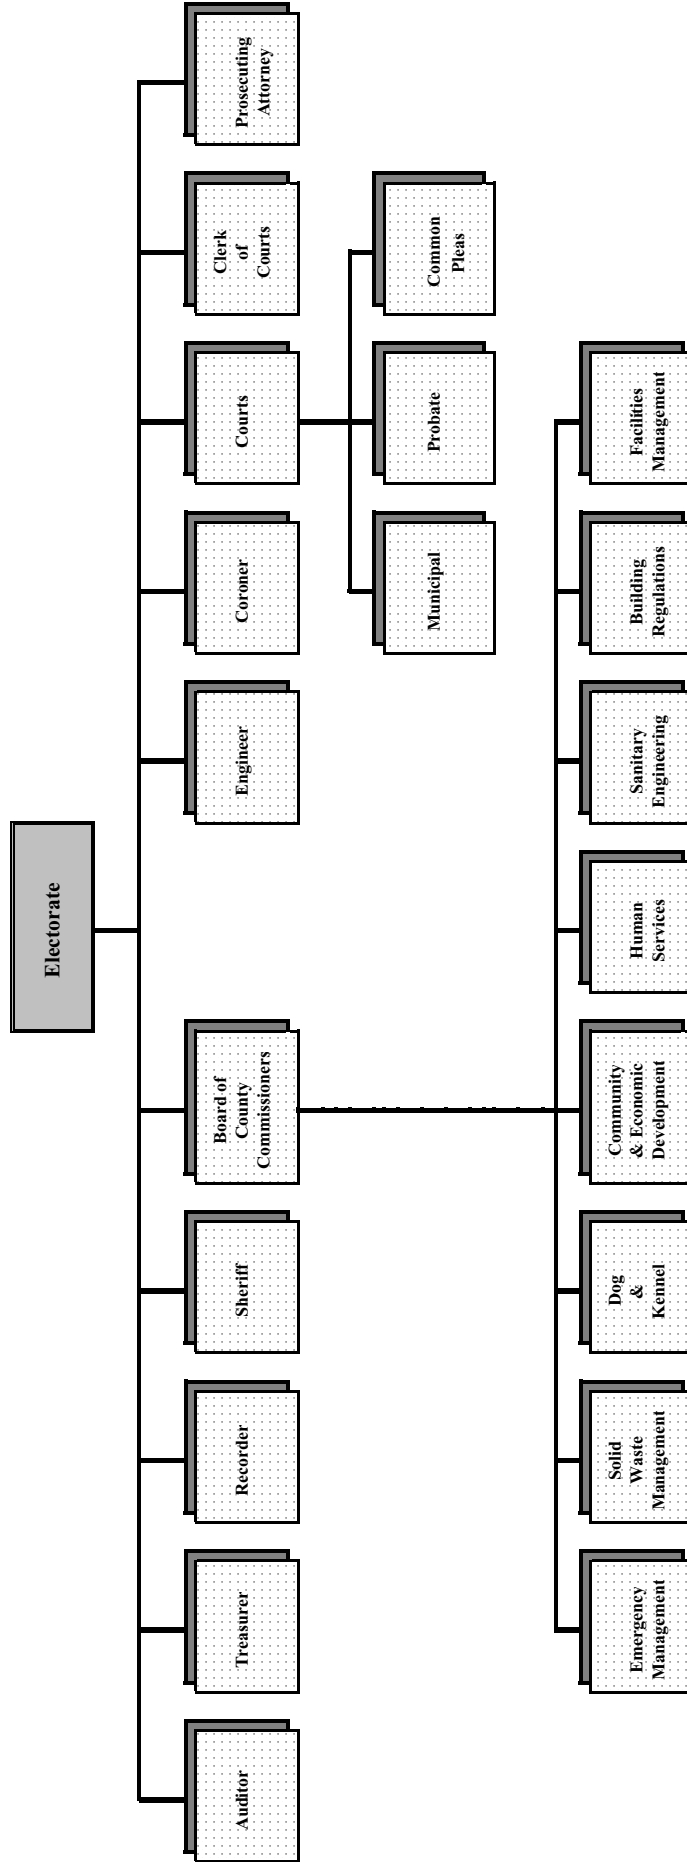 Electorate
Auditor
Treasurer
Recorder
Sheriff
Board of
County
Commissioners
Engineer
Coroner
Courts
Clerk
of
Courts
Prosecuting
Attorney
Municipal
Probate
Common
Pleas
Emergency
Management
Solid
Waste
Management
Dog
&
Kennel
Community
& Economic
Development
Human
Services
Sanitary
Engineering
Building
Regulations
Facilities
Management